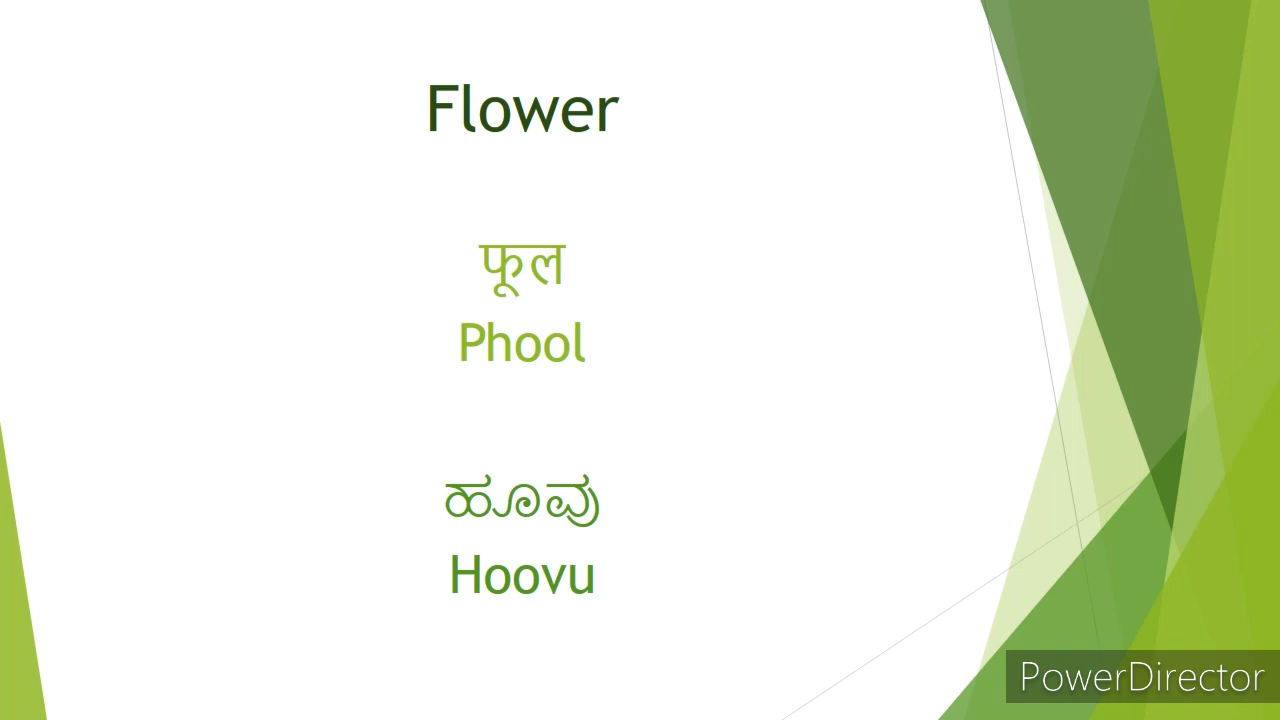 Flower
फूल
Phool
ಹೂವು
Hoovu
PowerDirector